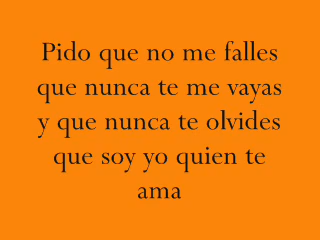 Pido que no me falles
que nunca te me vayas
y que nunca te olvides
que soy yo quien te
ama